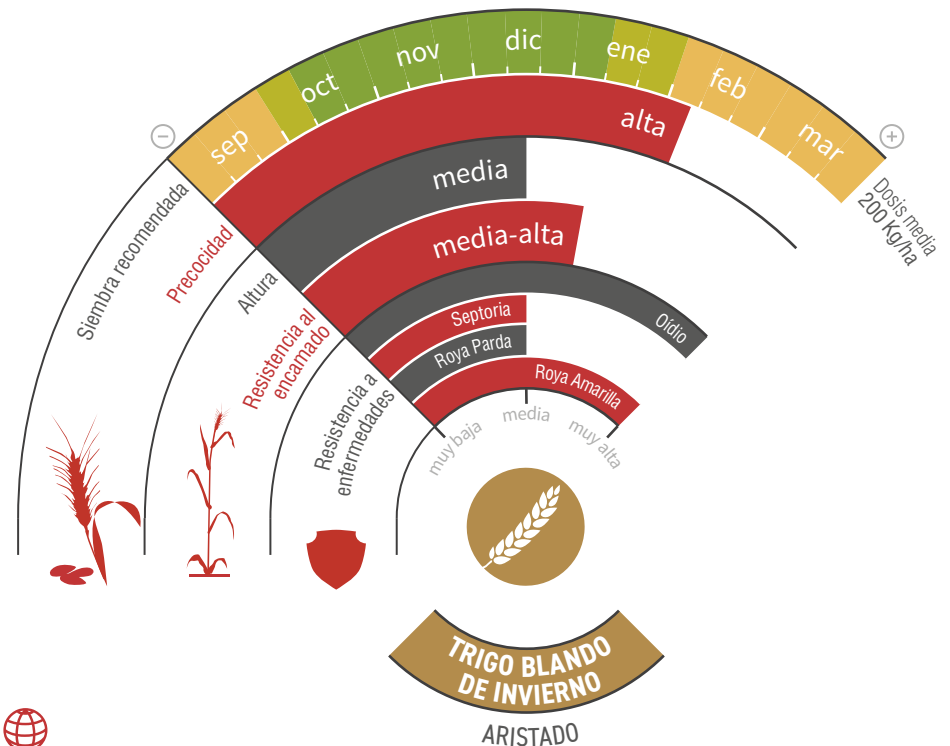 sep
oct
nov
dic
ene
feb
mar
−
+
Dosis media
200 Kg/ha
Siembra recomendada
alta
Precocidad
media
Altura
media-alta
Resistencia al
encamado
Oídio
Septoria
Roya Parda
Roya Amarilla
Resistencia a
enfermedades
muy baja
media
muy alta
TRIGO BLANDO
DE INVIERNO
ARISTADO